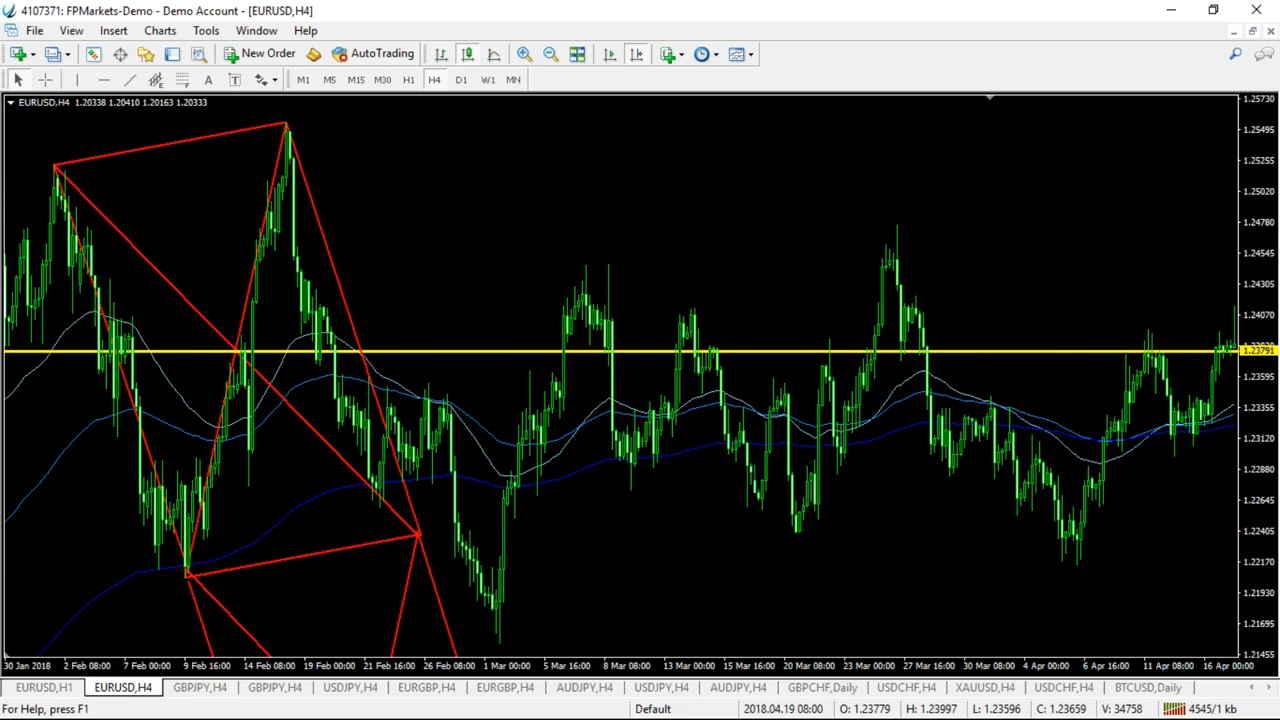 4107371: FPMarkets-Demo - Demo Account - [EURUSD,H4]
File View Insert Charts Tools Window Help
New Order AutoTrading
A T M1 M5 M15 M30 H1 H4 D1 W1 MN
EURUSD,H4 1.20338 1.20410 1.20163 1.20333
1.25730
1.25495
1.25255
1.25020
1.24780
1.24545
1.24305
1.24070
1.23791
1.23595
1.23355
1.23120
1.22880
1.22645
1.22405
1.22170
1.21930
1.21695
1.21455
30 Jan 2018 2 Feb 08:00 7 Feb 00:00 9 Feb 16:00 14 Feb 08:00 19 Feb 00:00 21 Feb 16:00 26 Feb 08:00 1 Mar 00:00 5 Mar 16:00 8 Mar 08:00 13 Mar 00:00 15 Mar 16:00 20 Mar 08:00 23 Mar 00:00 27 Mar 16:00 30 Mar 08:00 4 Apr 00:00 6 Apr 16:00 11 Apr 08:00 16 Apr 00:00
EURUSD,H1 EURUSD,H4 GBPJPY,H4 GBPJPY,H4 USDJPY,H4 EURGBP,H4 EURGBP,H4 AUDJPY,H4 USDJPY,H4 AUDJPY,H4 GBPCHF,Daily USDCHF,H4 XAUUSD,H4 USDCHF,H4 BTCUSD,Daily
For Help, press F1 Default 2018.04.19 08:00 O: 1.23779 H: 1.23997 L: 1.23596 C: 1.23659 V: 34758 4545/1 kb